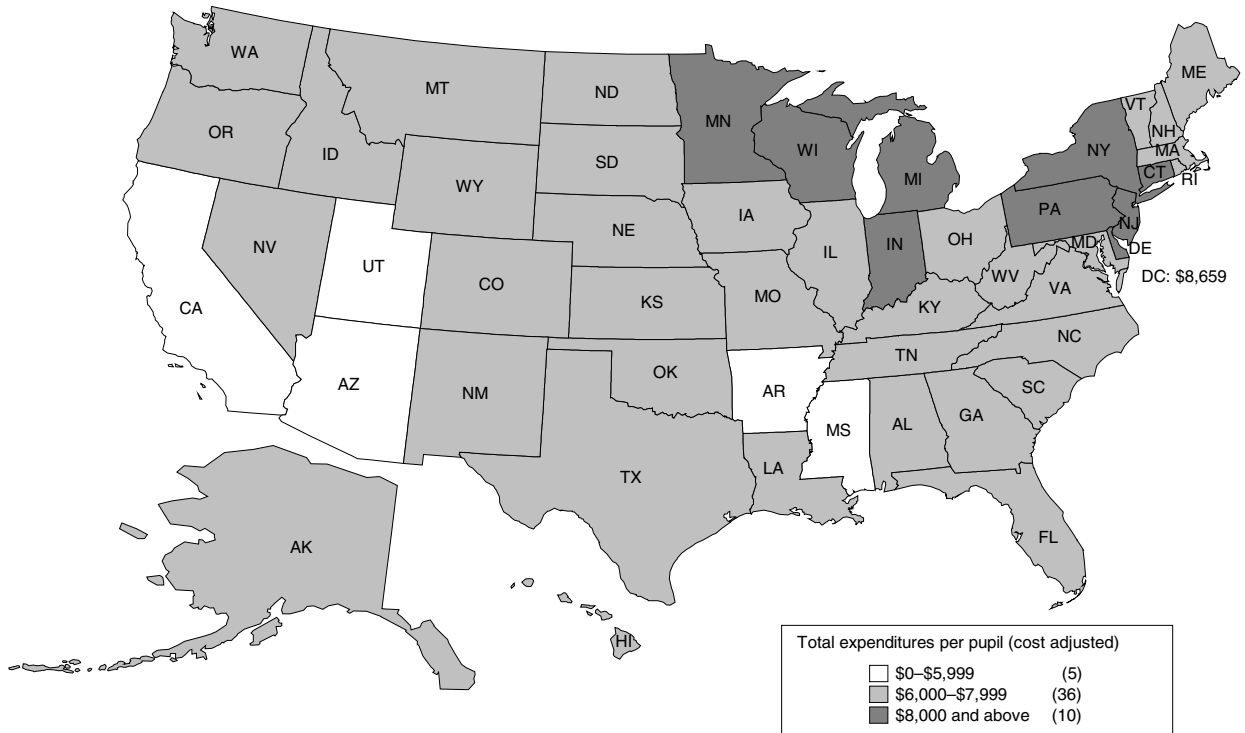 WA
MT
ND
MN
ME
VT
NH
OR
ID
SD
WI
NY
MA
CT
RI
WY
MI
PA
IA
NE
NJ
NV
UT
CO
IL
IN
OH
MD
DE
DC: $8,659
WV
VA
CA
KS
MO
KY
NC
TN
AZ
NM
OK
AR
SC
GA
MS
AL
TX
LA
AK
FL
HI
Total expenditures per pupil (cost adjusted)
$0–$5,999 (5)
$6,000–$7,999 (36)
$8,000 and above (10)